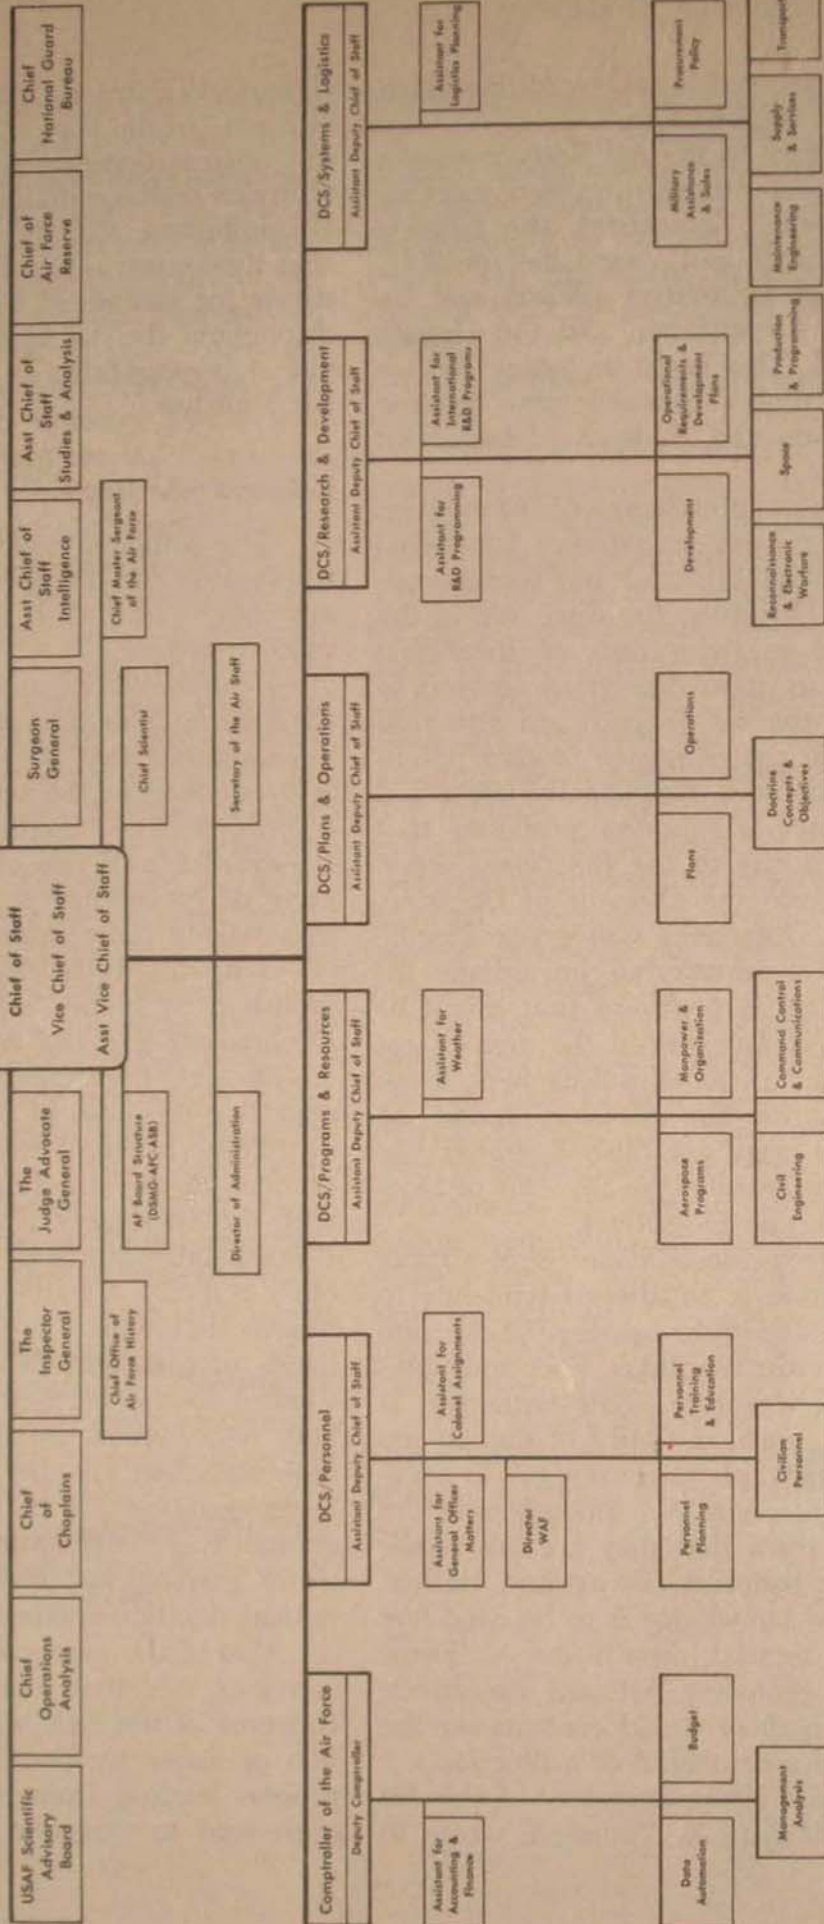 USAF Scientific
Advisory
Board
Chief
Operations
Analysis
Chief
of
Chaplains
The
Inspector
General
The
Judge Advocate
General
Chief of Staff
Vice Chief of Staff
Asst Vice Chief of Staff
Surgeon
General
Asst Chief of
Staff
Intelligence
Asst Chief of
Staff
Studies & Analysis
Chief of
Air Force
Reserve
Chief
National Guard
Bureau
Chief Office of
Air Force History
AF Board Structure
(DSMG-AFC-ASB)
Chief Scientist
Chief Master Sergeant
of the Air Force
Director of Administration
Secretary of the Air Staff
Comptroller of the Air Force
Deputy Comptroller
DCS/Personnel
Assistant Deputy Chief of Staff
DCS/Programs & Resources
Assistant Deputy Chief of Staff
DCS/Plans & Operations
Assistant Deputy Chief of Staff
DCS/Research & Development
Assistant Deputy Chief of Staff
DCS/Systems & Logistics
Assistant Deputy Chief of Staff
Assistant for
Accounting &
Finance
Assistant for
General Officer
Matters
Assistant for
Colonel Assignments
Assistant for
Weather
Assistant for
R&D Programming
Assistant for
International
R&D Programs
Assistant for
Logistics Planning
Director
WAF
Data
Automation
Budget
Personnel
Planning
Personnel
Training
& Education
Aerospace
Programs
Manpower &
Organization
Plans
Operations
Development
Operational
Requirements &
Development
Plans
Military
Assistance
& Sales
Procurement
Policy
Management
Analysis
Civilian
Personnel
Civil
Engineering
Command Control
& Communications
Doctrine
Concepts &
Objectives
Reconnaissance
& Electronic
Warfare
Space
Production
& Programming
Maintenance
Engineering
Supply
& Services
Transport